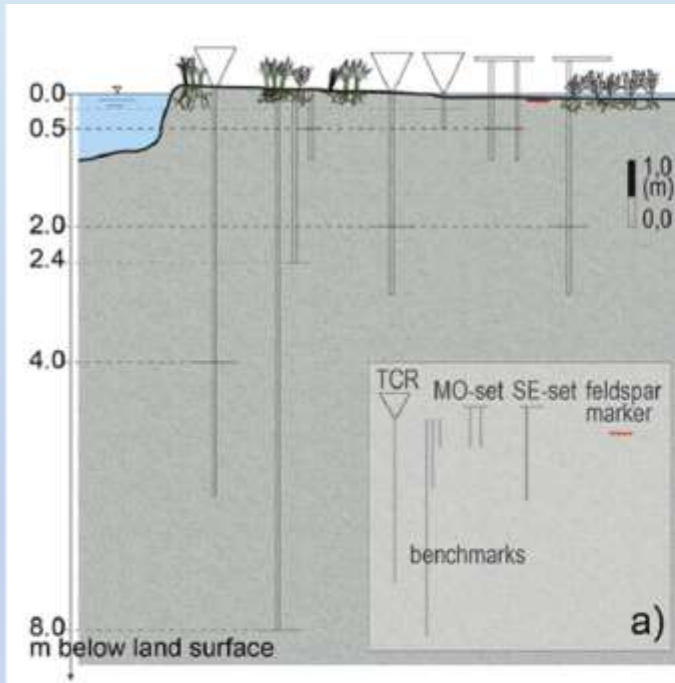 0.0
0.5
1,0
(m)
0,0
2.0
2.4
4.0
TCR
MO-set SE-set feldspar
marker
benchmarks
8.0
a)
m below land surface